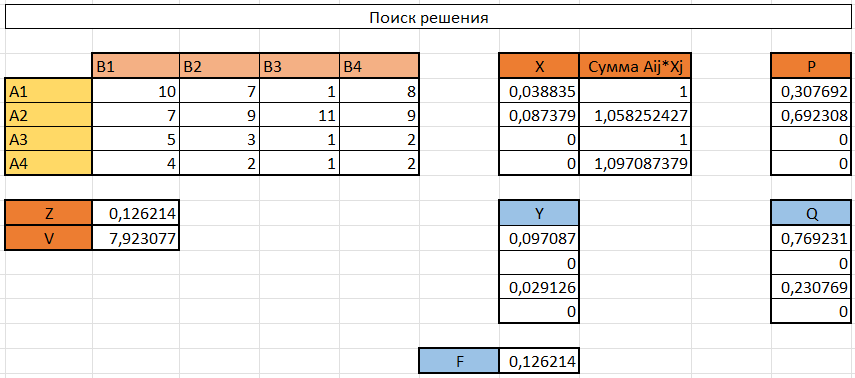 Поиск решения
B1 B2 B3 B4 X Сумма Aij*Xj P
A1 10 7 1 8 0,038835 1 0,307692
A2 7 9 11 9 0,087379 1,058252427 0,692308
A3 5 3 1 2 0 1 0
A4 4 2 1 2 0 1,097087379 0
Z 0,126214 Y Q
V 7,923077 0,097087 0,769231
0 0
0,029126 0,230769
0 0
F 0,126214